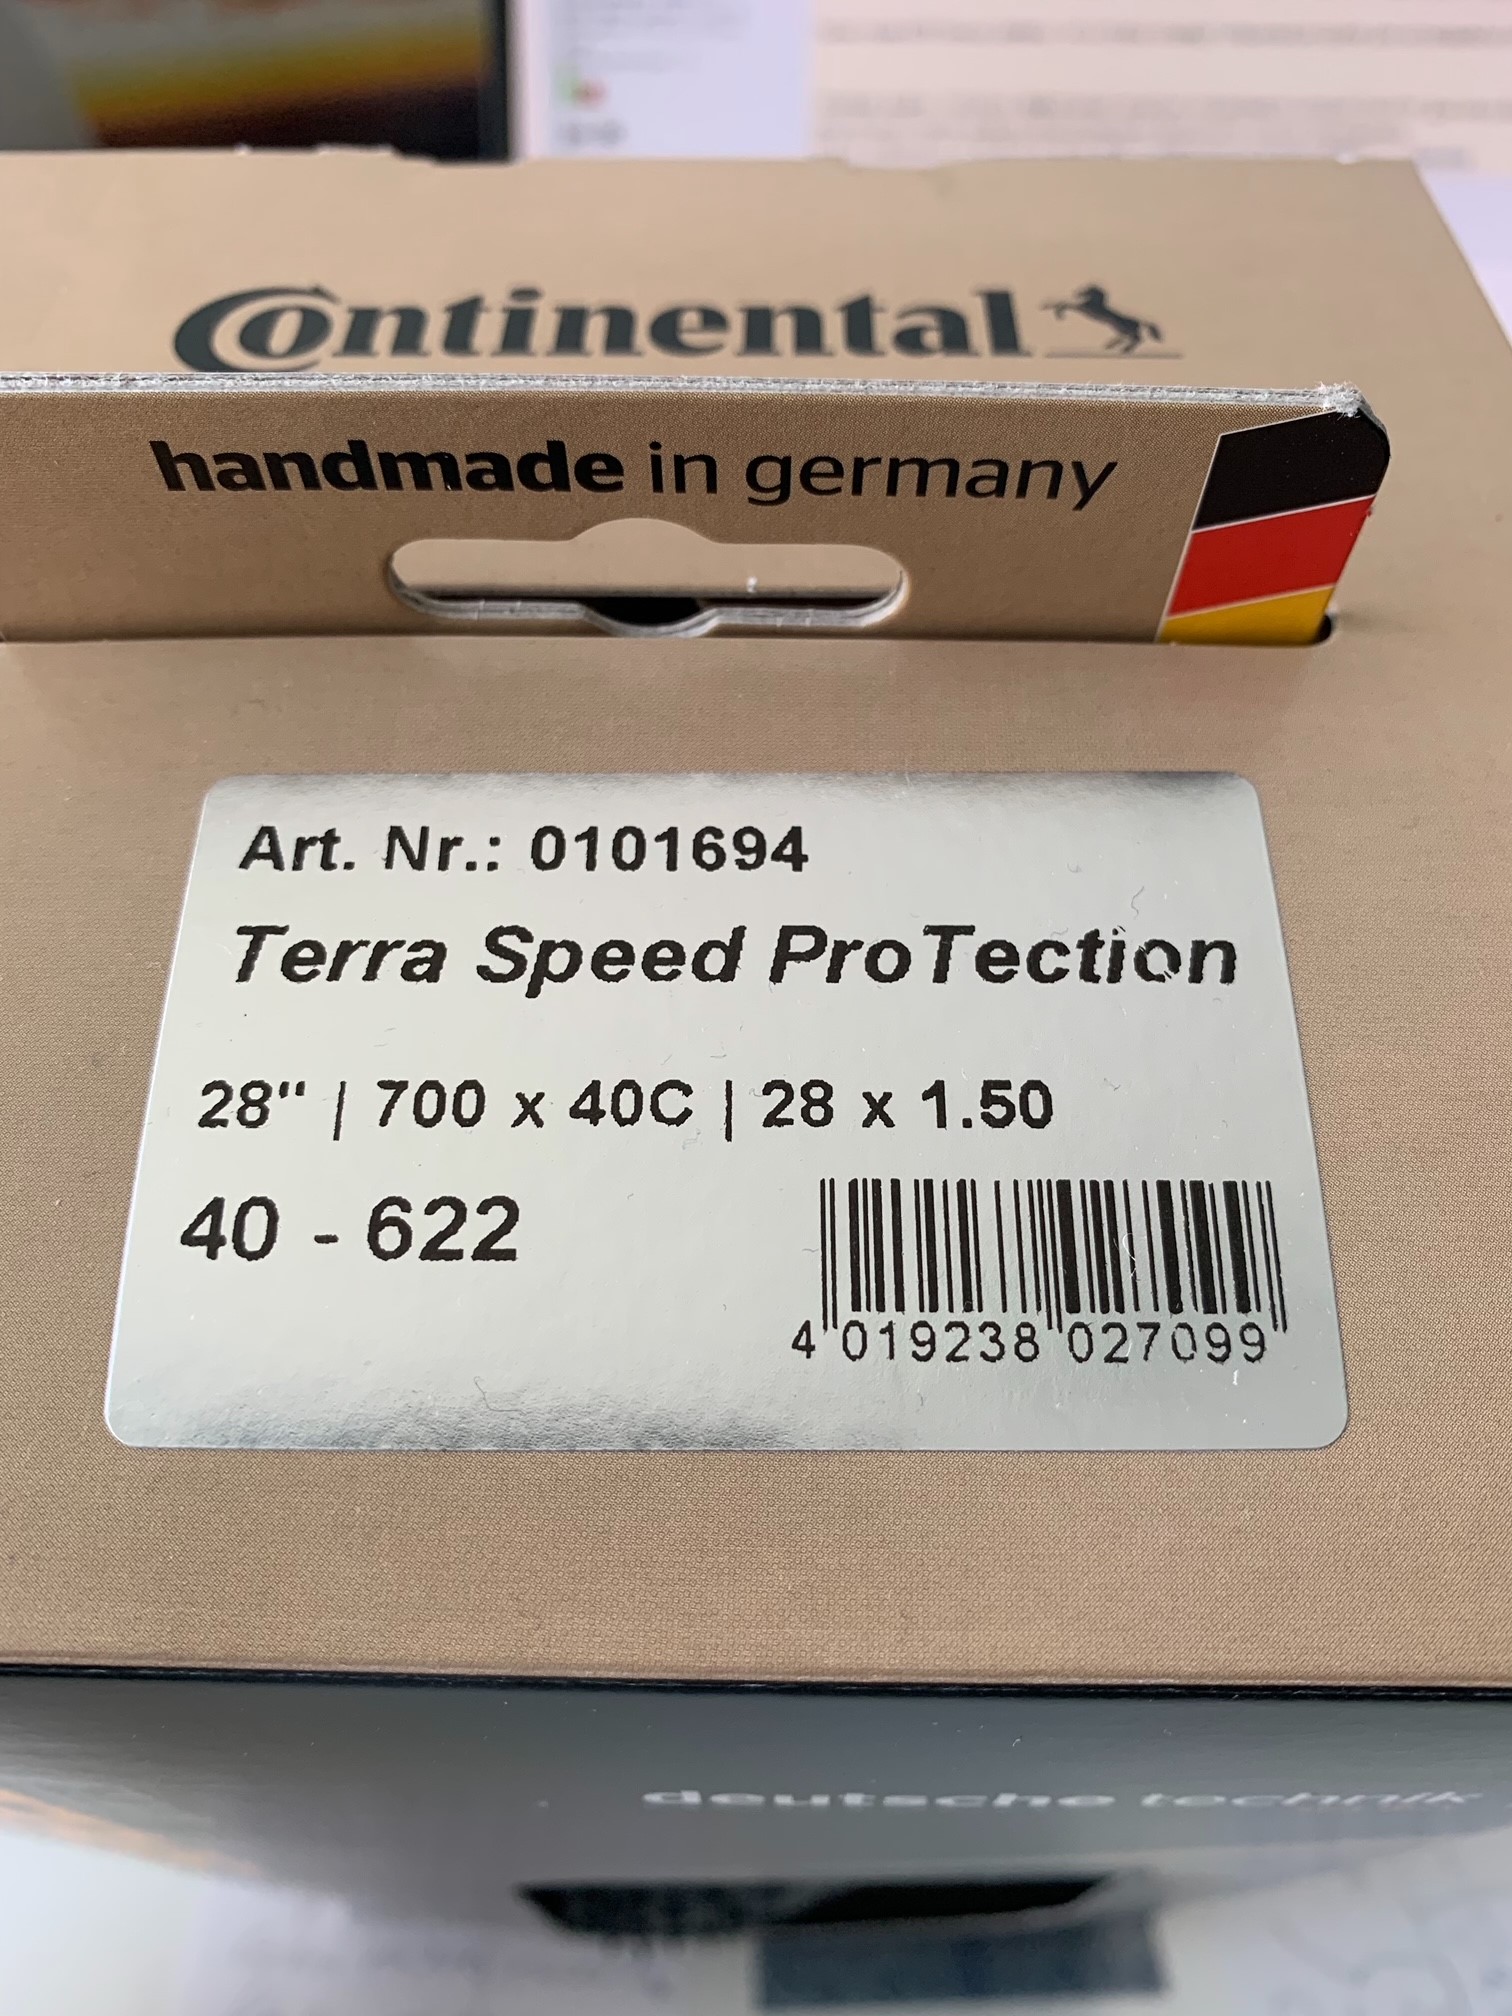 Continental
handmade in germany
Art. Nr.: 0101694
Terra Speed ProTection
28" | 700 x 40C | 28 x 1.50
40 - 622
4 019238 027099
deutsche technik